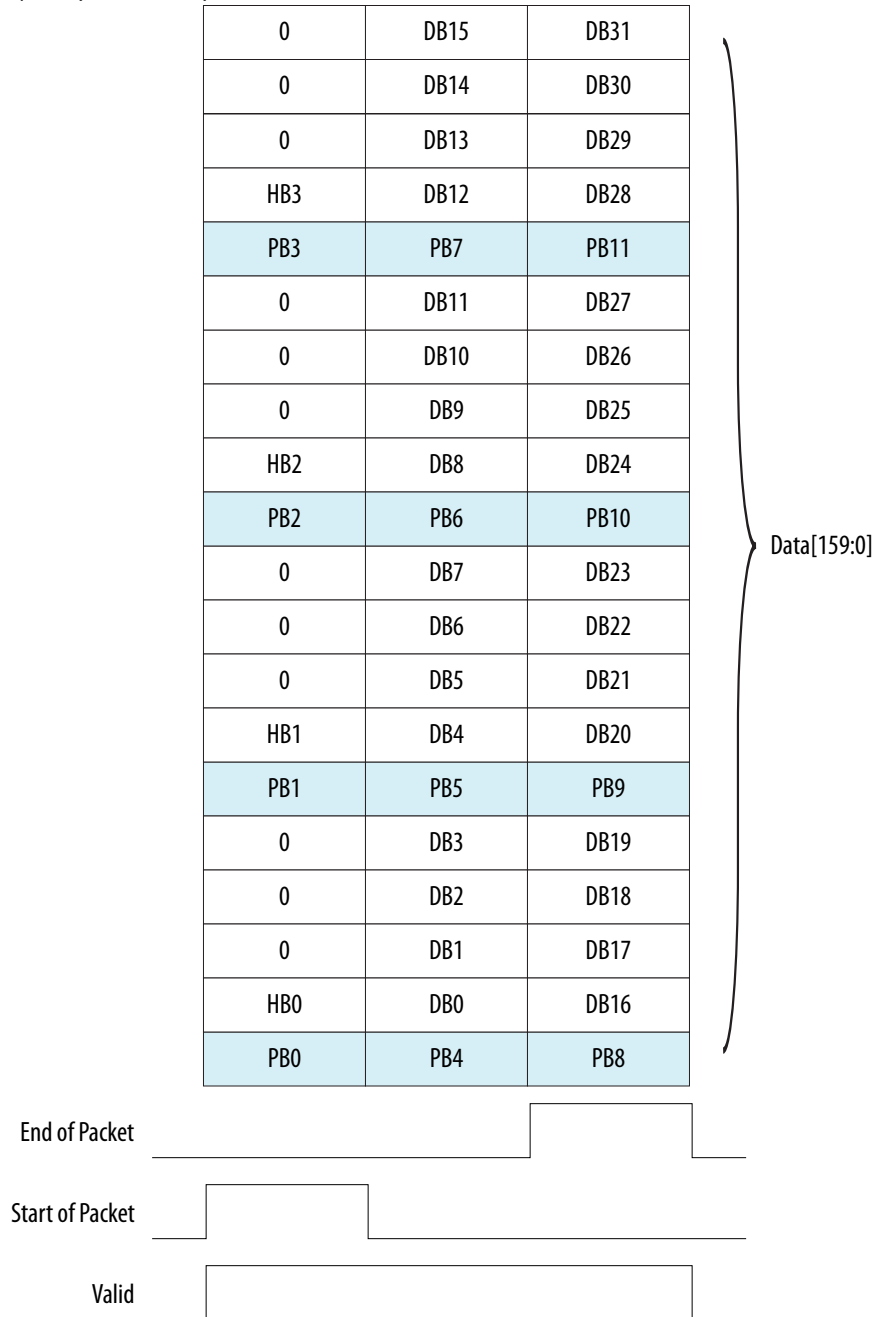 0 DB15 DB31
0 DB14 DB30
0 DB13 DB29
HB3 DB12 DB28
PB3 PB7 PB11
0 DB11 DB27
0 DB10 DB26
0 DB9 DB25
HB2 DB8 DB24
PB2 PB6 PB10
Data[159:0]
0 DB7 DB23
0 DB6 DB22
0 DB5 DB21
HB1 DB4 DB20
PB1 PB5 PB9
0 DB3 DB19
0 DB2 DB18
0 DB1 DB17
HB0 DB0 DB16
PB0 PB4 PB8
End of Packet
Start of Packet
Valid